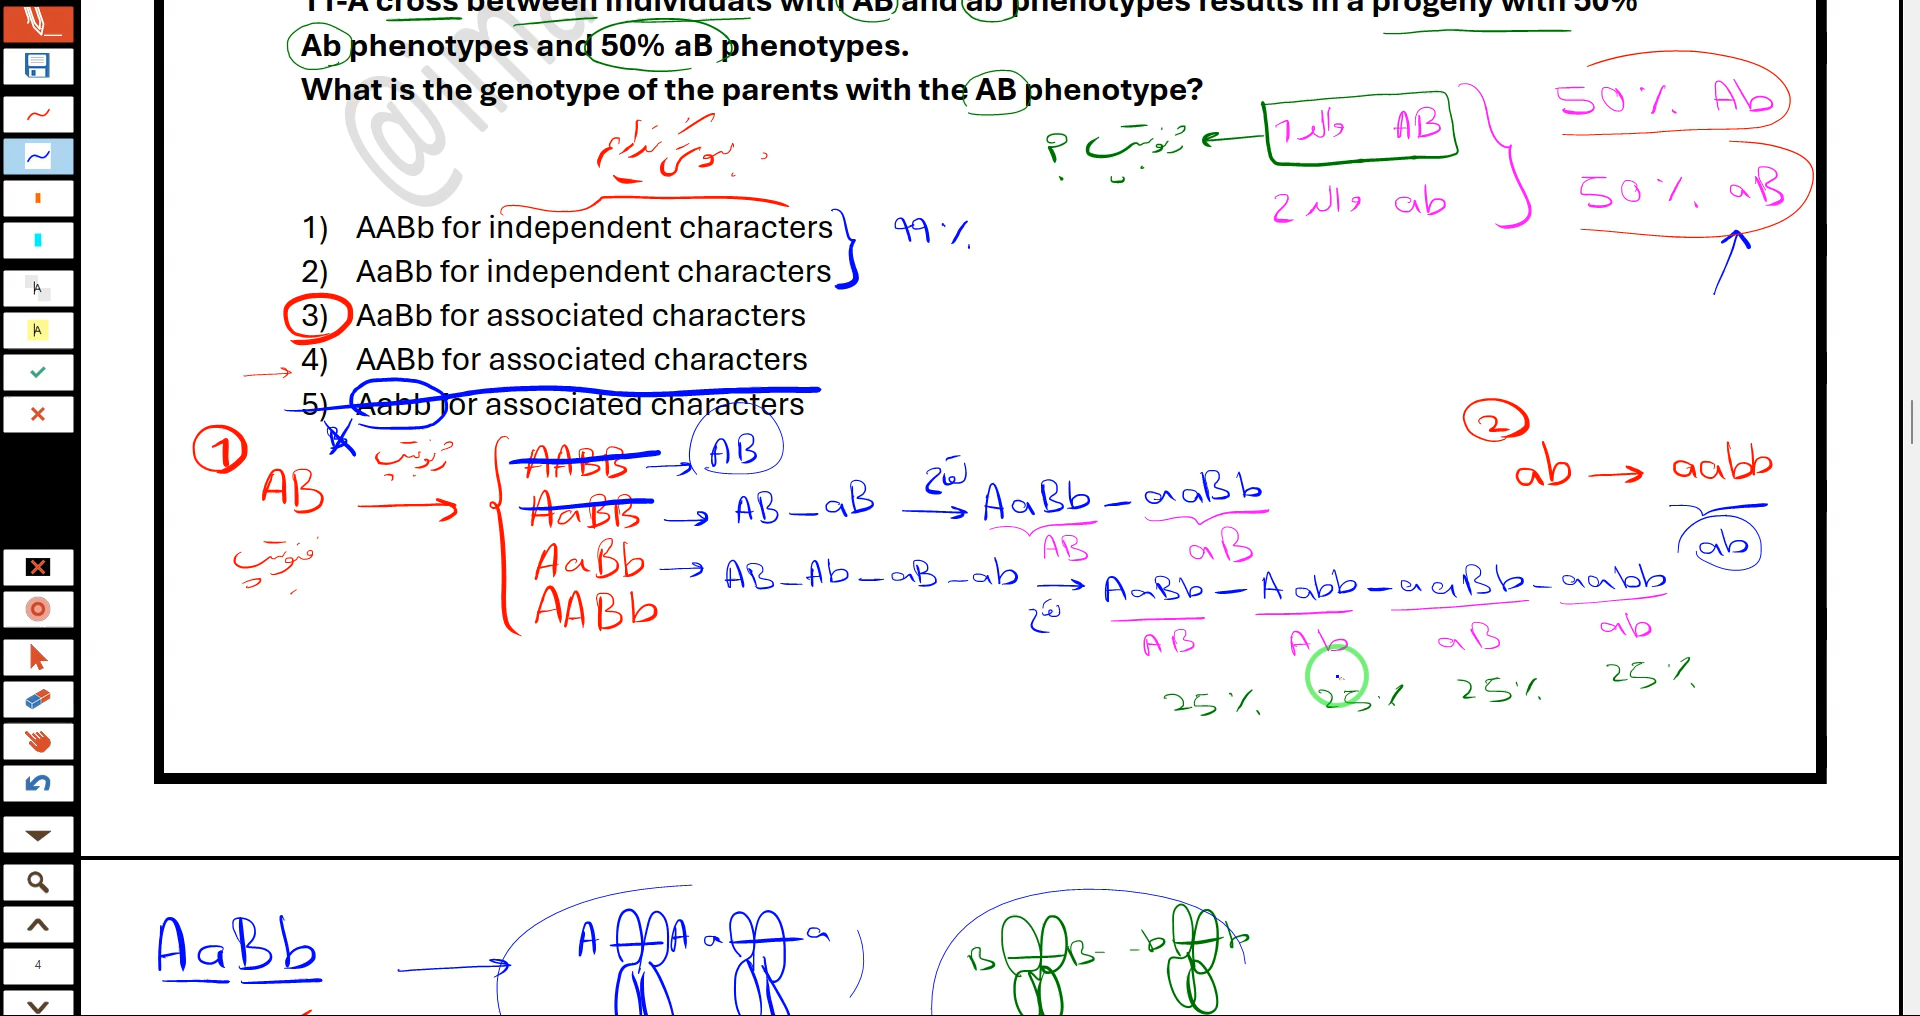 11-A cross between individuals with AB and ab phenotypes results in a progeny with 50%
Ab phenotypes and 50% aB phenotypes.
What is the genotype of the parents with the AB phenotype?
50% Ab
والد 1 AB
ژنوتیپ ؟
پیوستگی نداریم
50% aB
والد 2 ab
1) AABb for independent characters
99%
2) AaBb for independent characters
3) AaBb for associated characters
4) AABb for associated characters
5) Aabb for associated characters
1
2
AB
ژنوتیپ
فنوتیپ
AABB → AB
AaBB → AB - aB لقاح → AaBb - aaBb
AB aB
AaBb → AB - Ab - aB - ab → لقاح AaBb - Aabb - aaBb - aabb
AB Ab aB ab
AABb
25% 25% 25% 25%
ab → aabb
ab
AaBb
A A a a
B B b b
4